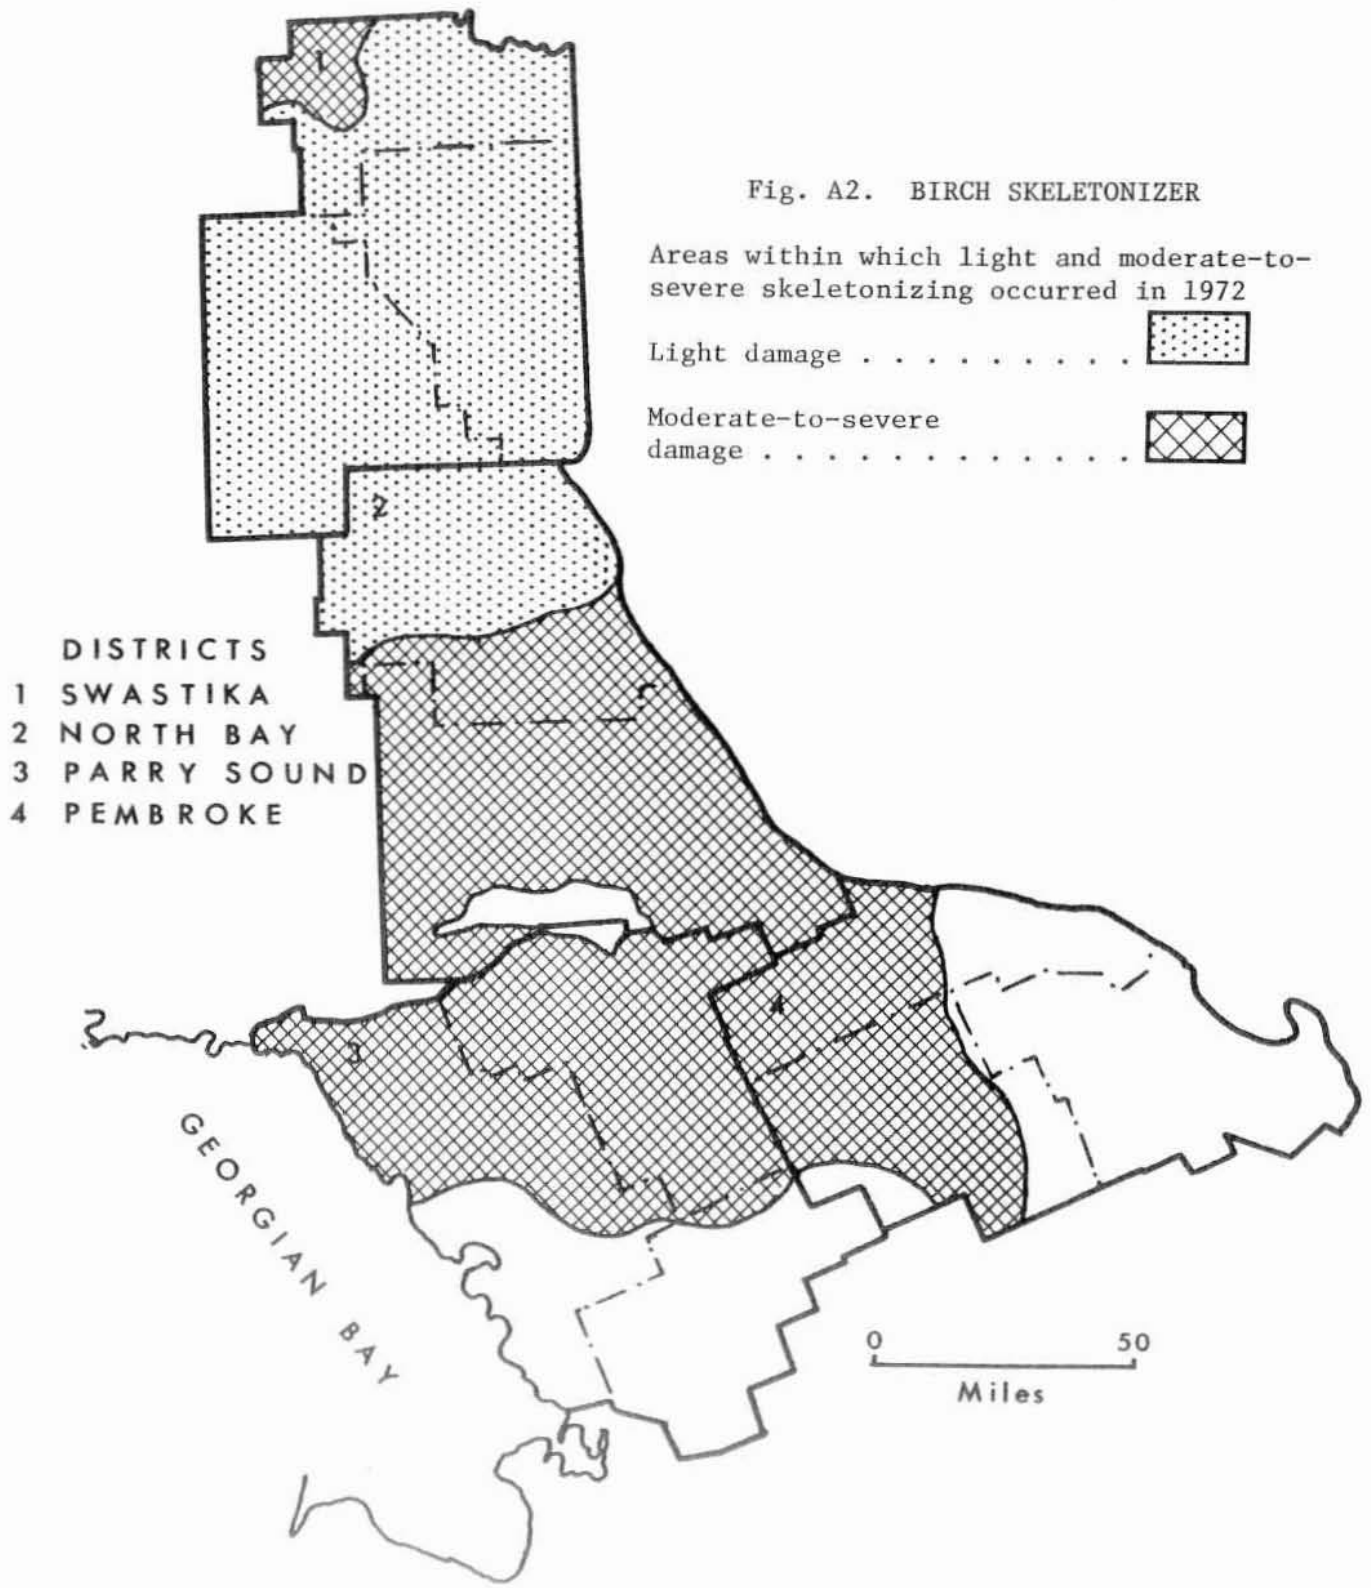 Fig. A2. BIRCH SKELETONIZER
Areas within which light and moderate-to-
severe skeletonizing occurred in 1972
Light damage . . . . . . . . .
Moderate-to-severe
damage . . . . . . . . . . . .
DISTRICTS
1 SWASTIKA
2 NORTH BAY
3 PARRY SOUND
4 PEMBROKE
1
2
3
4
GEORGIAN BAY
0 50
Miles